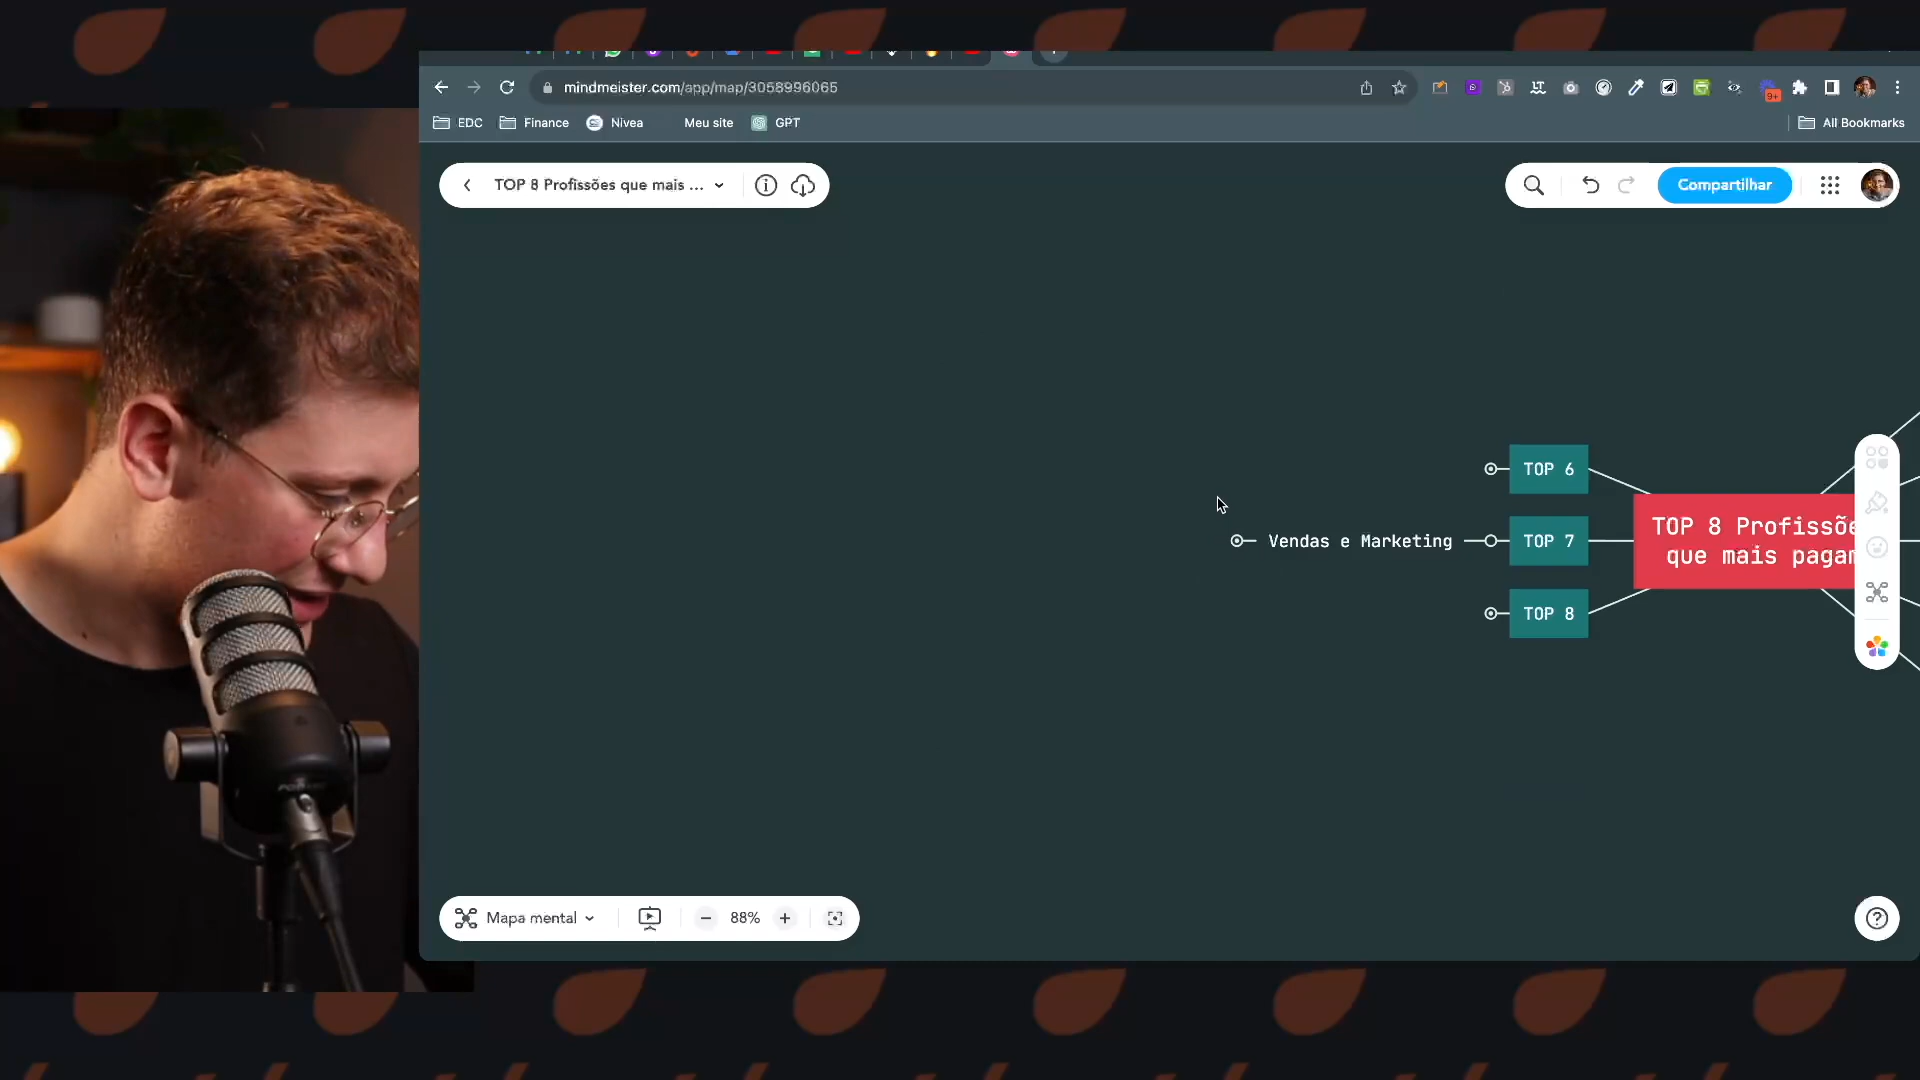 mindmeister.com/app/map/3058996065
EDC
Finance
Nivea
Meu site
GPT
All Bookmarks
9+
TOP 8 Profissões que mais ...
Compartilhar
TOP 6
Vendas e Marketing
TOP 7
TOP 8
TOP 8 Profissõe
que mais pagam
Mapa mental
88%